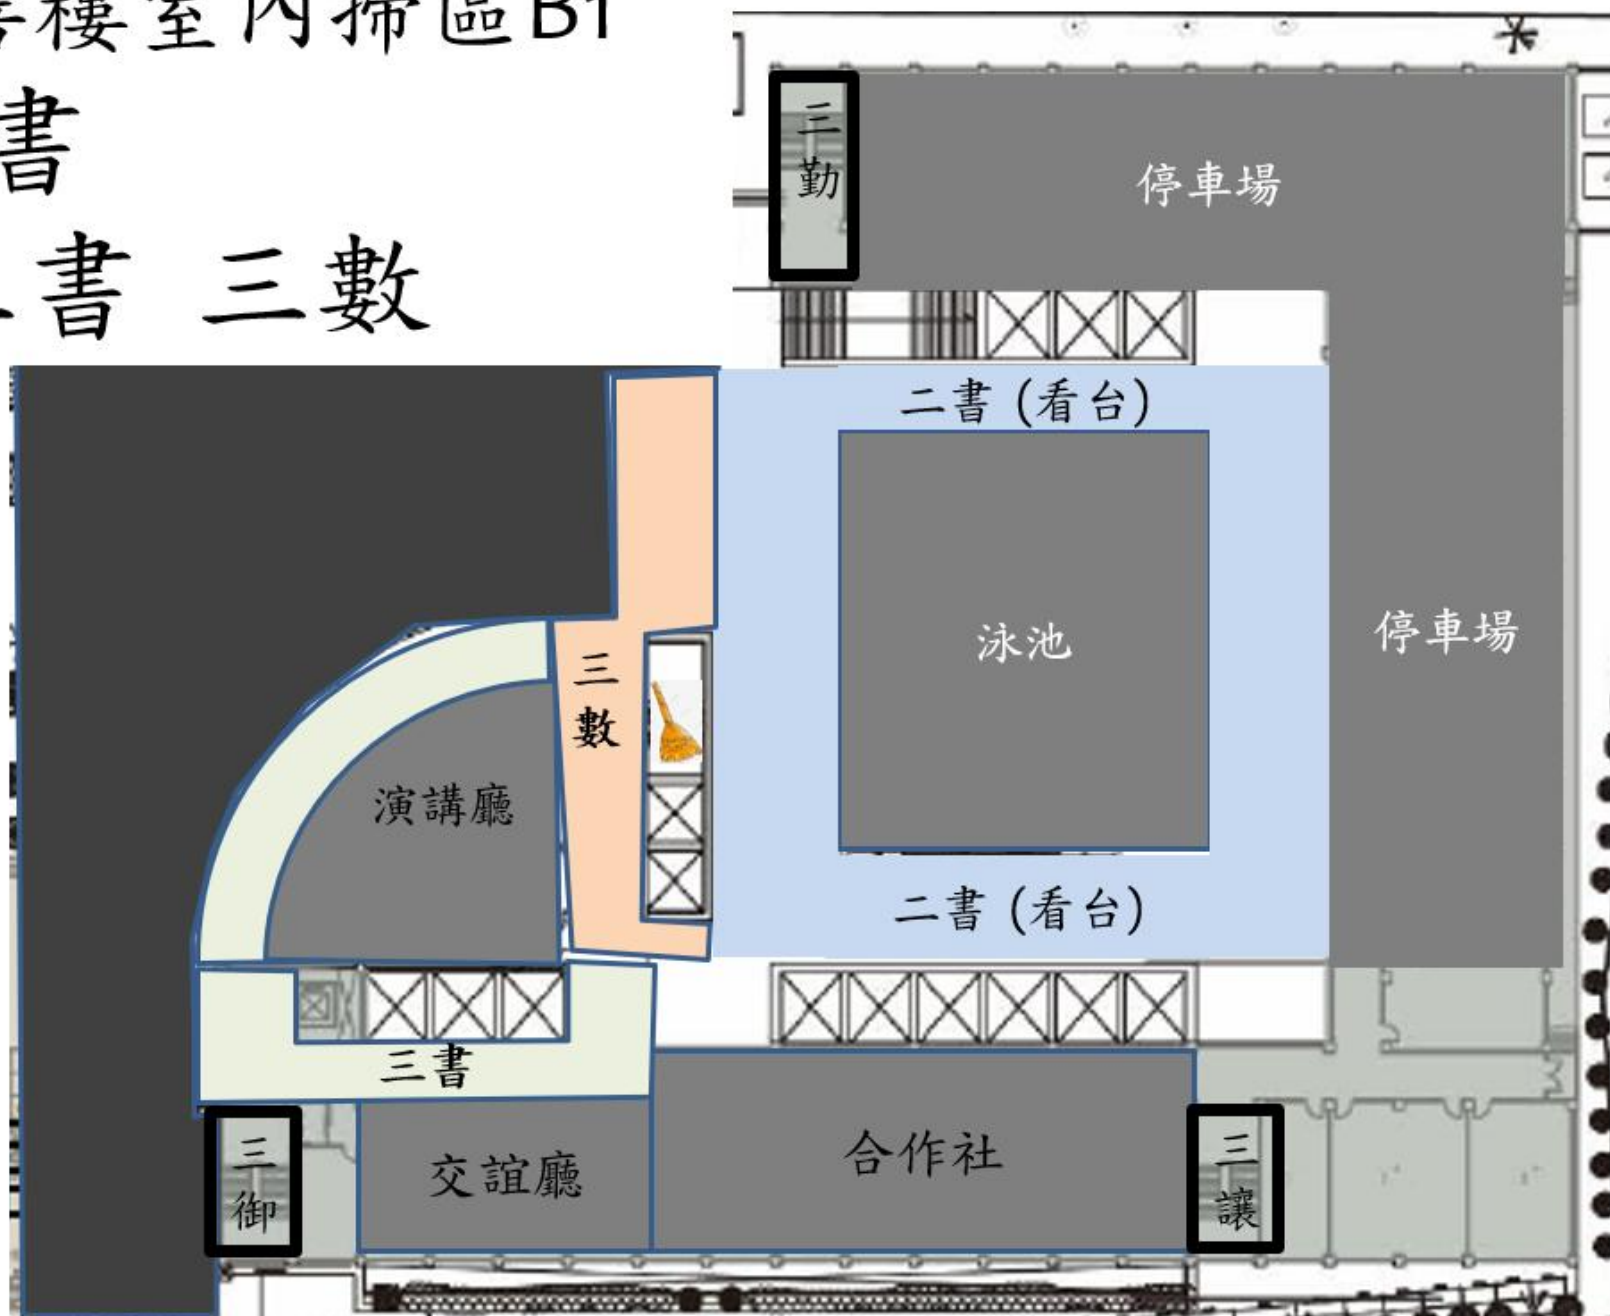 樓室內掃區B1
書
書 三數
三勤
停車場
二書 (看台)
泳池
停車場
三數
演講廳
二書 (看台)
三書
三御
交誼廳
合作社
三讓